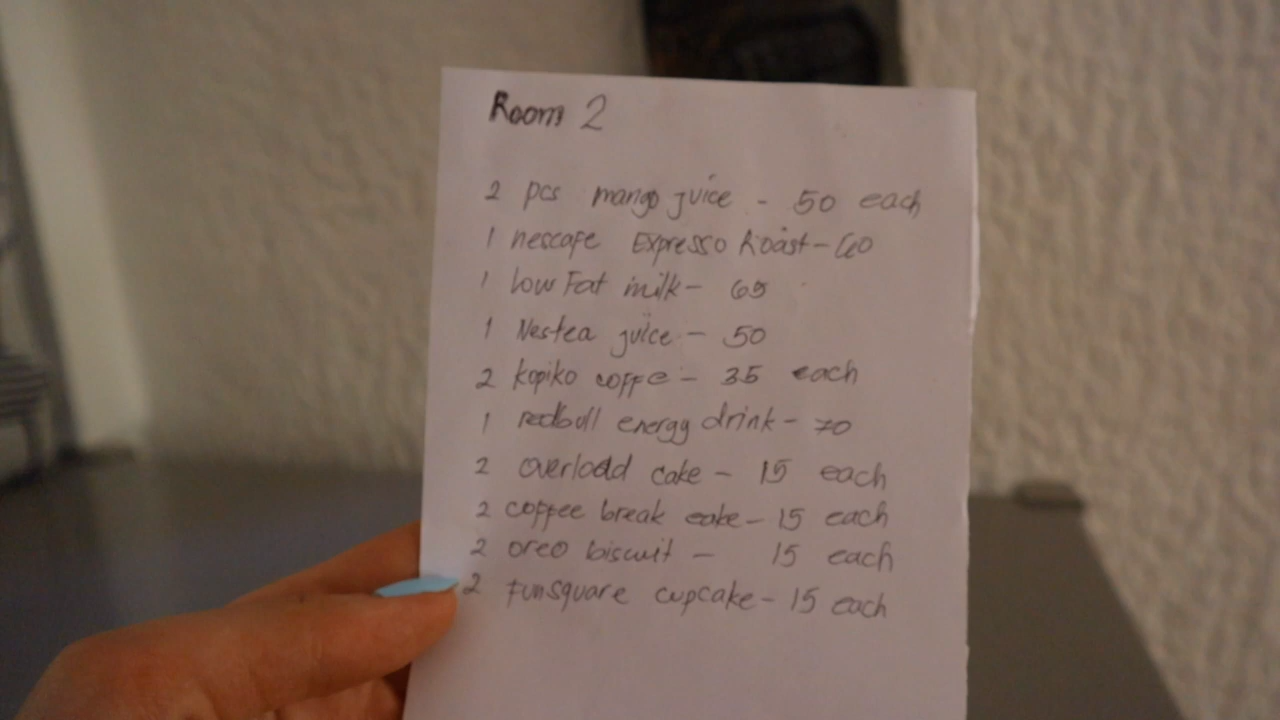 Room 2
2 pcs mango juice - 50 each
1 nescafe Expresso Roast - 60
1 low Fat milk - 65
1 Nestea juice - 50
2 kopiko coffe - 35 each
1 redbull energy drink - 70
2 overload cake - 15 each
2 coffee break cake - 15 each
2 oreo biscuit - 15 each
2 Funsquare cupcake - 15 each